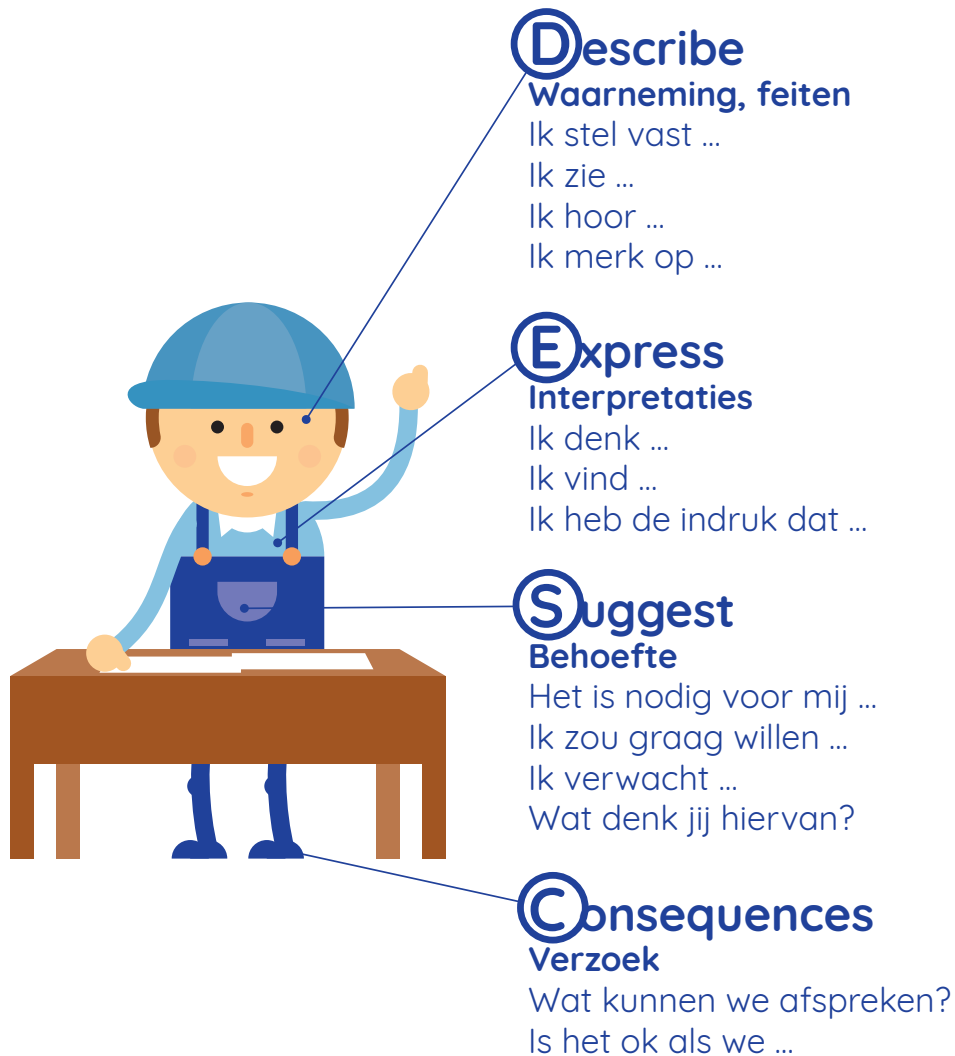 Describe
Waarneming, feiten
Ik stel vast ...
Ik zie ...
Ik hoor ...
Ik merk op ...
Express
Interpretaties
Ik denk ...
Ik vind ...
Ik heb de indruk dat ...
Suggest
Behoefte
Het is nodig voor mij ...
Ik zou graag willen ...
Ik verwacht ...
Wat denk jij hiervan?
Consequences
Verzoek
Wat kunnen we afspreken?
Is het ok als we ...